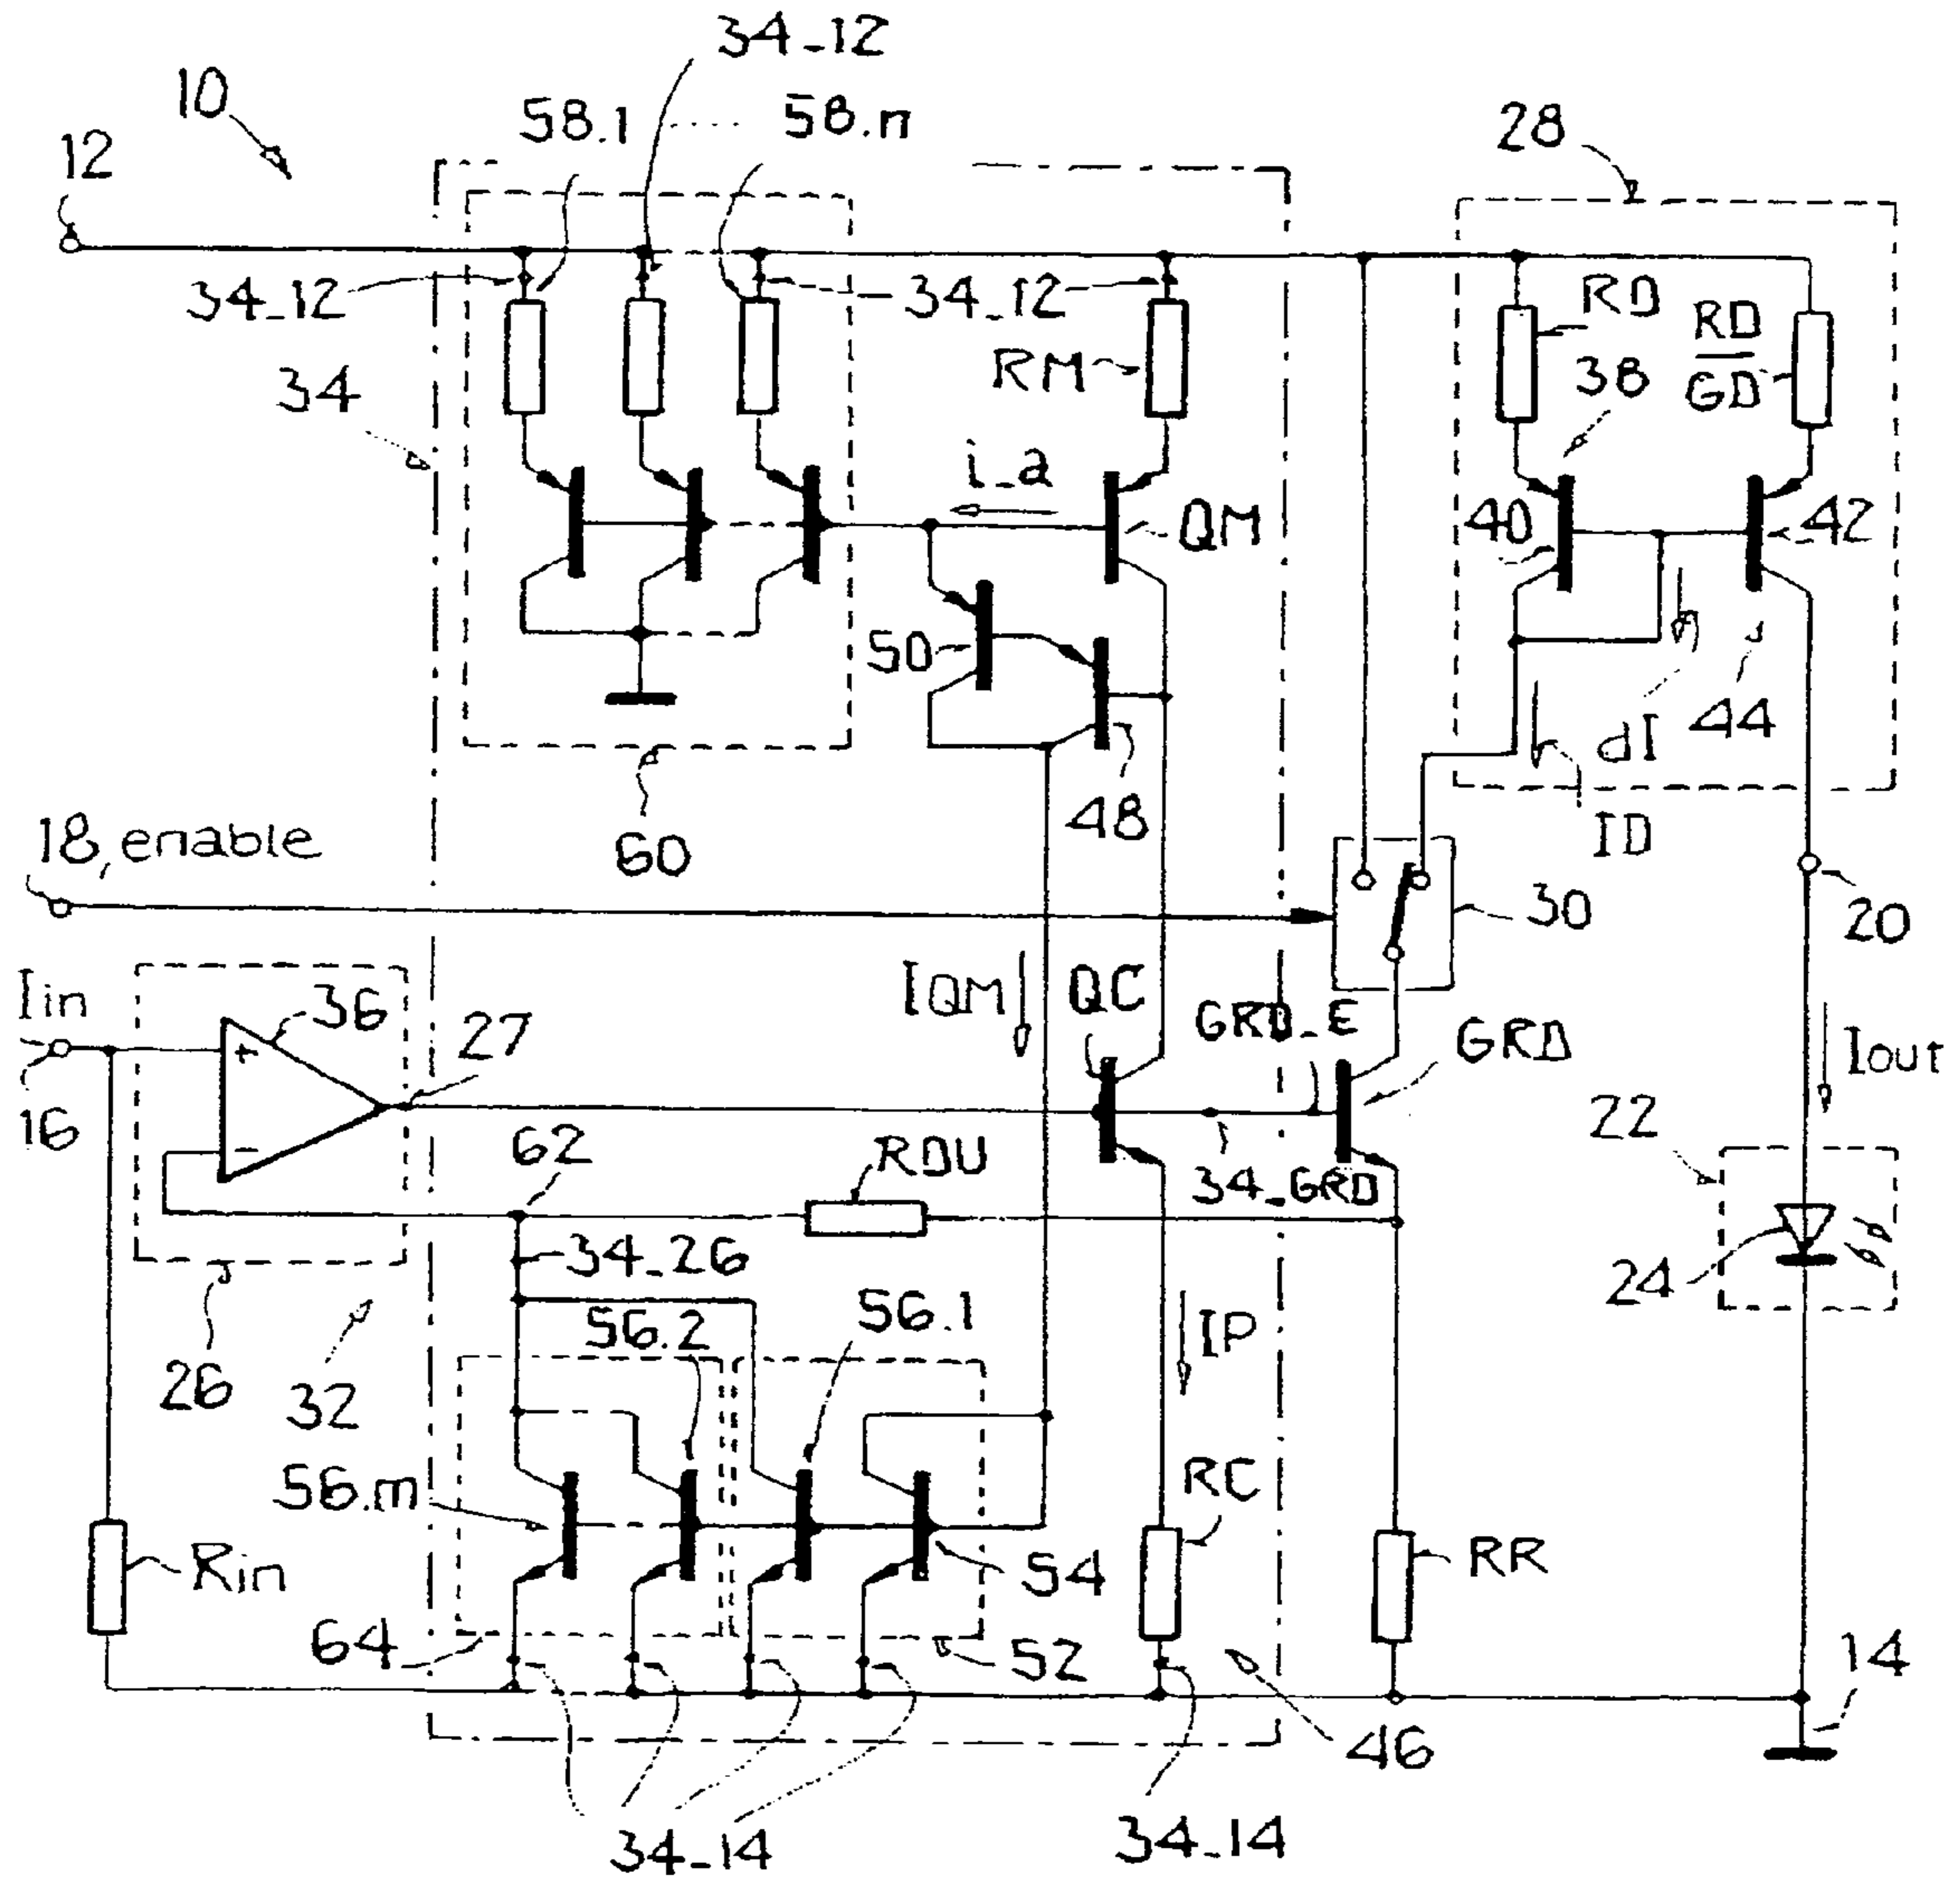 34_12
10
58.1
58.n
28
12
34_12
34_12
RD
RD
GD
RM
38
34
i_a
QM
40
42
50
dI
44
48
ID
60
18, enable
30
20
Iin
36
27
IQM
QC
GRD_E
GRD
Iout
16
62
RDU
34_GRD
22
34_26
24
56.2
56.1
IP
26
32
56.m
RC
Rin
54
RR
64
52
14
46
34_14
34_14
+
−